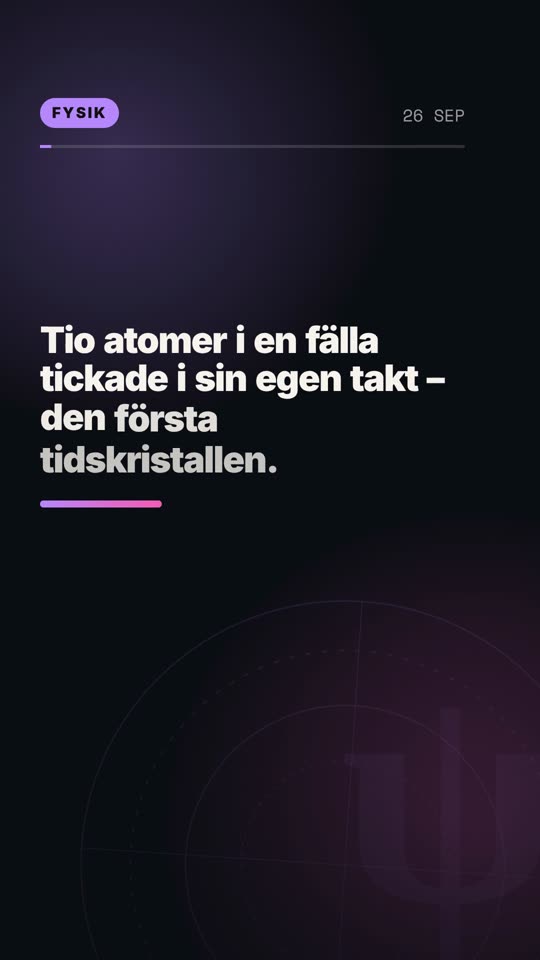 FYSIK
26 SEP
Tio atomer i en fälla
tickade i sin egen takt –
den första
tidskristallen.
ψ